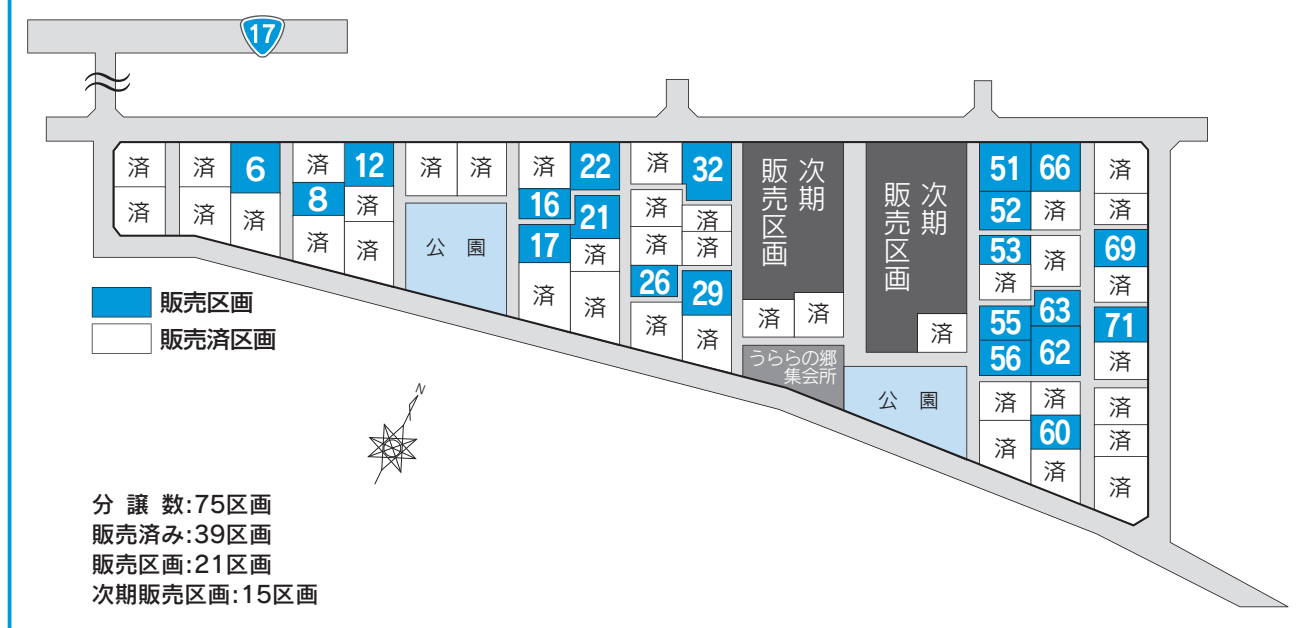 17
済
済
6
済
12
済
済
済
22
済
32
次期
販売区画
次期
販売区画
51
66
済
済
済
済
8
済
16
21
済
済
52
済
済
済
済
公 園
17
済
済
済
53
済
69
済
済
26
29
済
済
済
済
済
済
済
済
55
63
71
56
62
済
うららの郷
集会所
公 園
済
済
済
済
60
済
済
済
販売区画
販売済区画
N
分 譲 数:75区画
販売済み:39区画
販売区画:21区画
次期販売区画:15区画